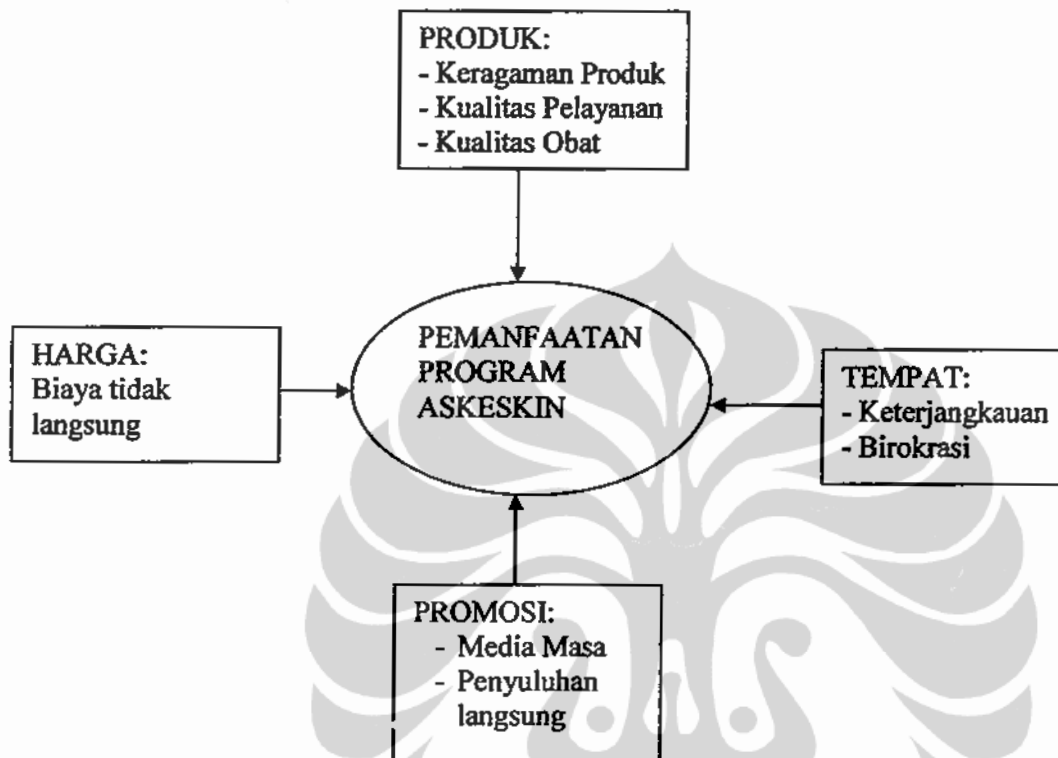 PRODUK:
- Keragaman Produk
- Kualitas Pelayanan
- Kualitas Obat
PEMANFAATAN
PROGRAM
ASKESKIN
HARGA:
Biaya tidak
langsung
TEMPAT:
- Keterjangkauan
- Birokrasi
PROMOSI:
- Media Masa
- Penyuluhan
langsung